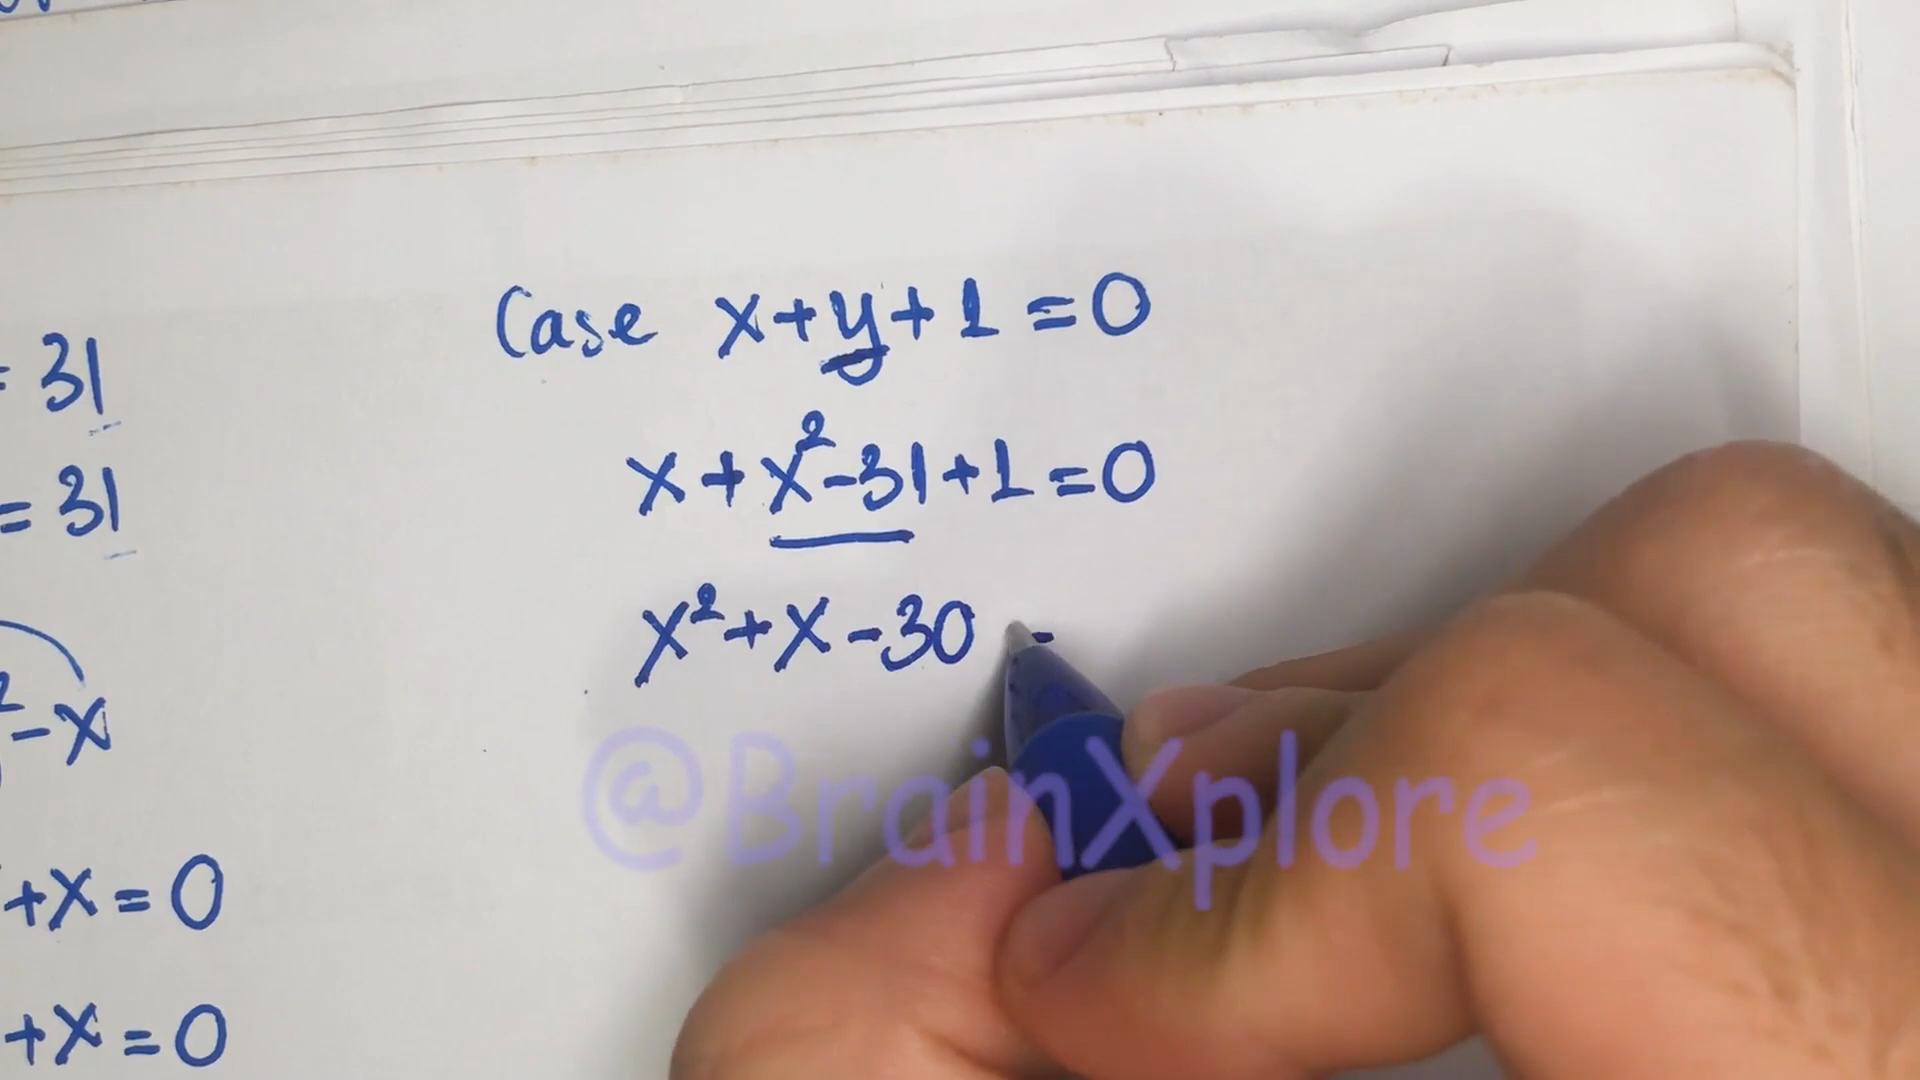 = 31
= 31
2 - x
+x = 0
+x = 0
Case x+y+1=0
x+x²-31+1=0
x²+x-30 -
@BrainXplore